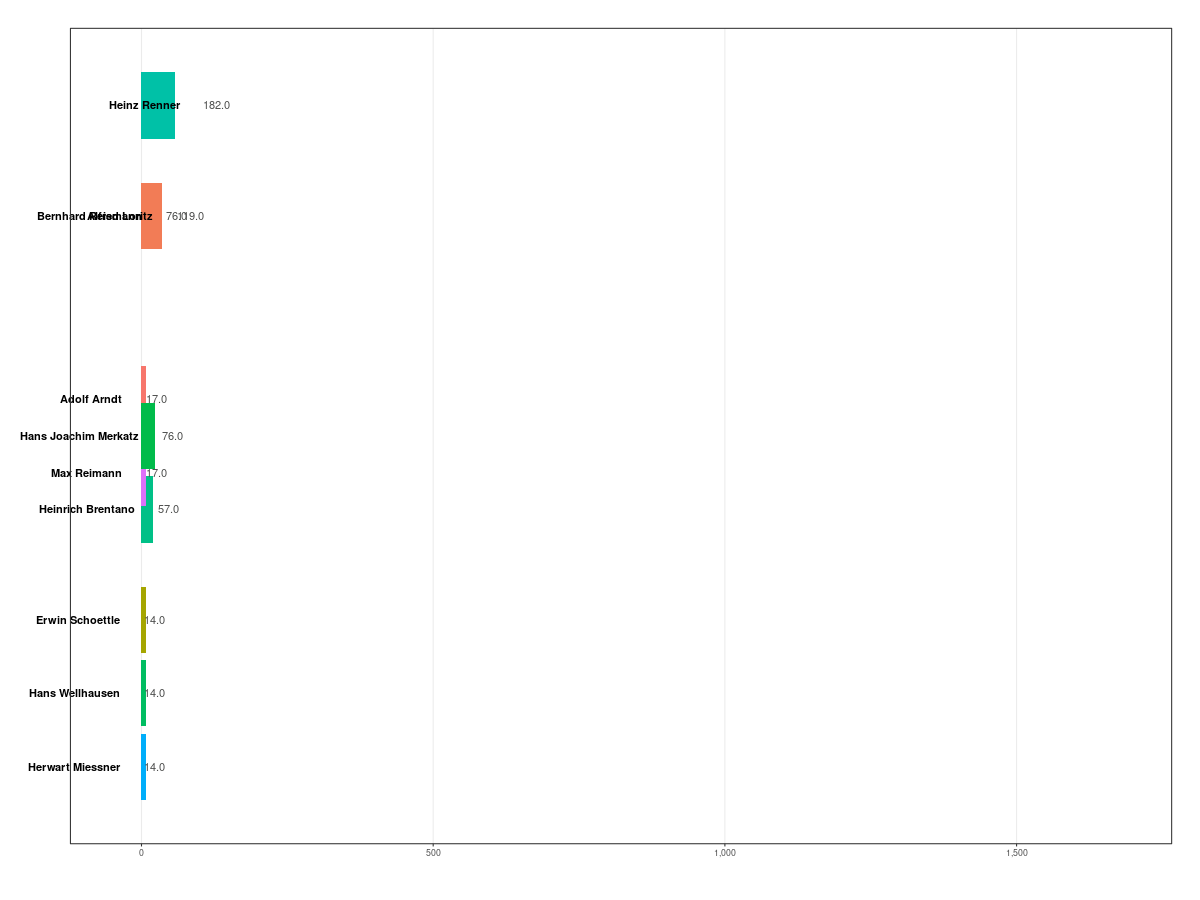 Heinz Renner 182.0
Bernhard
Adolf Arndt 17.0
Hans Joachim Merkatz 76.0
Max Reimann 17.0
Heinrich Brentano 57.0
Erwin Schoettle 14.0
Hans Wellhausen 14.0
Herwart Miessner 14.0
0 500 1,000 1,500